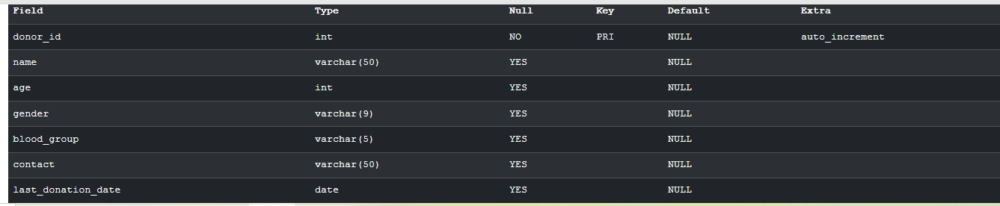 Field Type Null Key Default Extra
donor_id int NO PRI NULL auto_increment
name varchar(50) YES NULL
age int YES NULL
gender varchar(9) YES NULL
blood_group varchar(5) YES NULL
contact varchar(50) YES NULL
last_donation_date date YES NULL